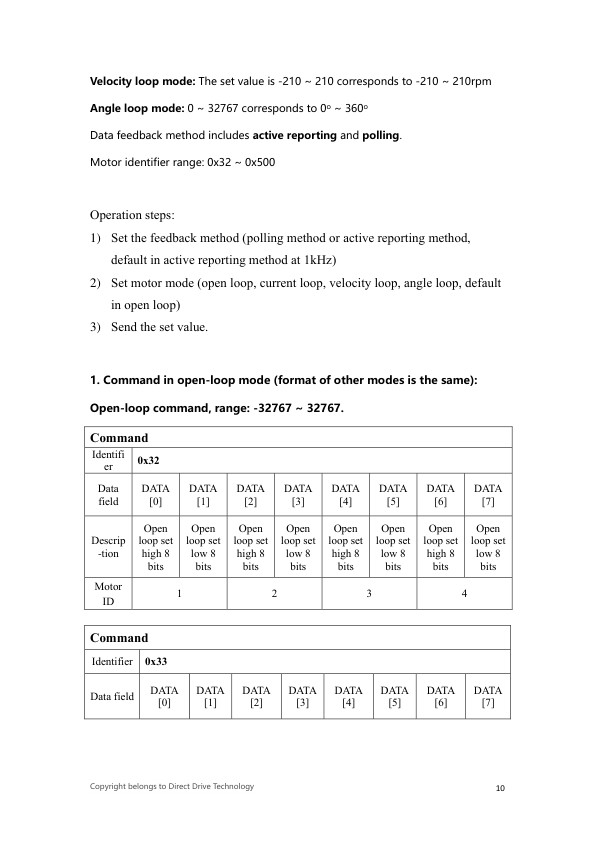 Velocity loop mode: The set value is -210 ~ 210 corresponds to -210 ~ 210rpm
Angle loop mode: 0 ~ 32767 corresponds to 0º ~ 360º
Data feedback method includes active reporting and polling.
Motor identifier range: 0x32 ~ 0x500
Operation steps:
1) Set the feedback method (polling method or active reporting method,
default in active reporting method at 1kHz)
2) Set motor mode (open loop, current loop, velocity loop, angle loop, default
in open loop)
3) Send the set value.
1. Command in open-loop mode (format of other modes is the same):
Open-loop command, range: -32767 ~ 32767.
Command
Identifi
er
0x32
Data
field
DATA
[0]
DATA
[1]
DATA
[2]
DATA
[3]
DATA
[4]
DATA
[5]
DATA
[6]
DATA
[7]
Descrip
-tion
Open
loop set
high 8
bits
Open
loop set
low 8
bits
Open
loop set
high 8
bits
Open
loop set
low 8
bits
Open
loop set
high 8
bits
Open
loop set
low 8
bits
Open
loop set
high 8
bits
Open
loop set
low 8
bits
Motor
ID
1
2
3
4
Command
Identifier
0x33
Data field
DATA
[0]
DATA
[1]
DATA
[2]
DATA
[3]
DATA
[4]
DATA
[5]
DATA
[6]
DATA
[7]
Copyright belongs to Direct Drive Technology
10